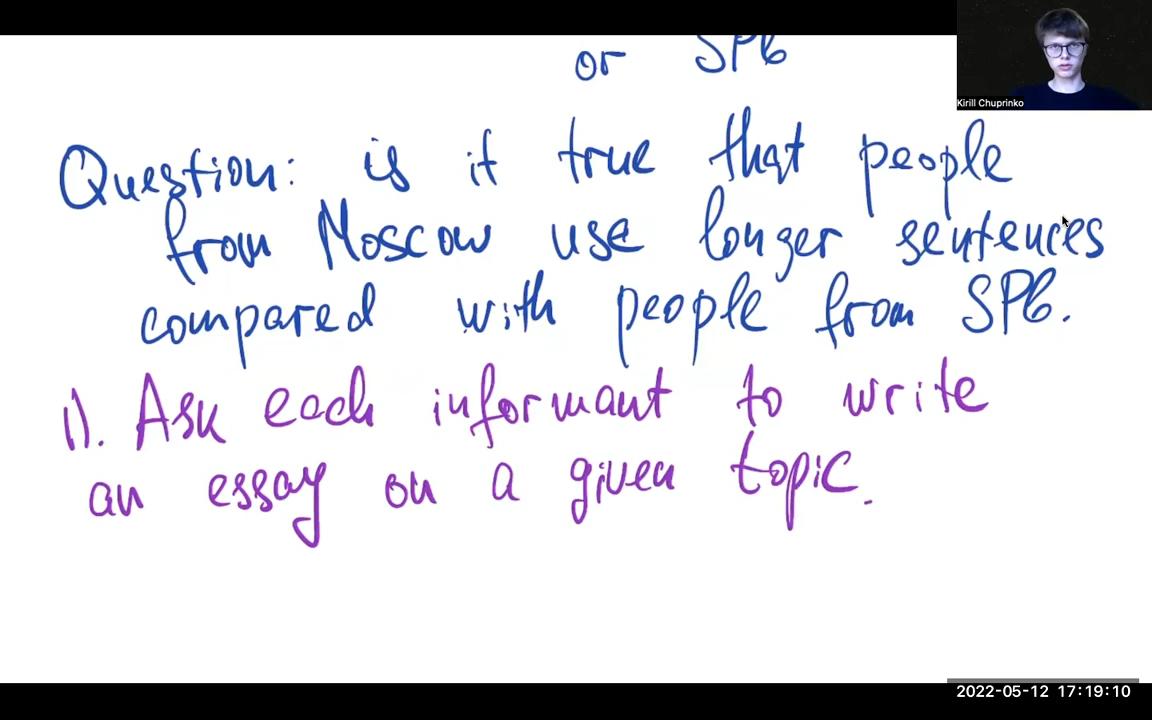 or SPb
Kirill Chuprinko
Question: is it true that people
from Moscow use longer sentences
compared with people from SPb.
1). Ask each informant to write
an essay on a given topic.
2022-05-12 17:19:10